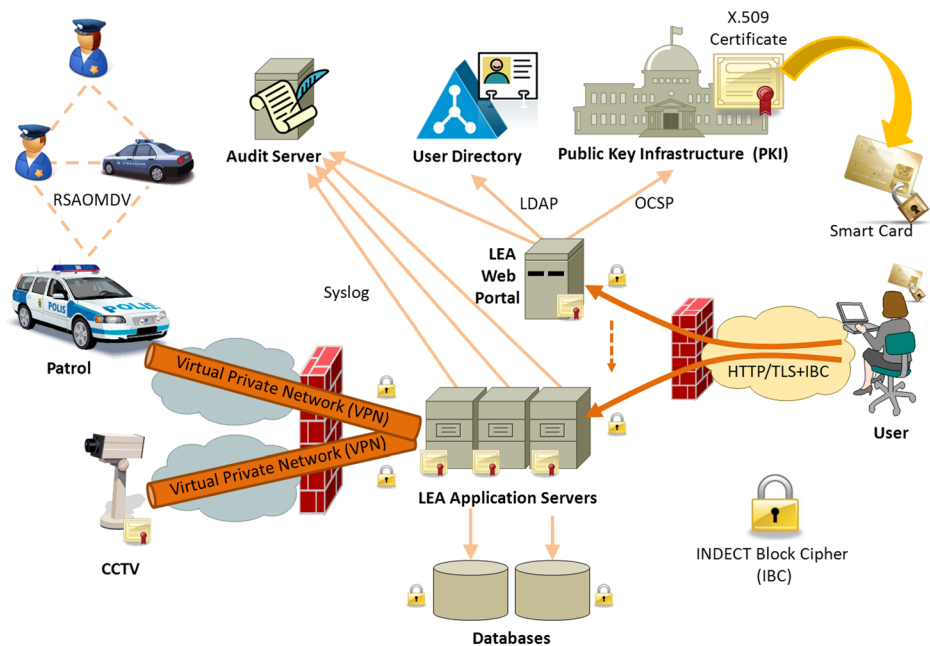 X.509
Certificate
Audit Server
User Directory
Public Key Infrastructure (PKI)
RSAOMDV
LDAP
OCSP
Smart Card
LEA
Web
Portal
Syslog
POLIS
POLIS
Patrol
Virtual Private Network (VPN)
HTTP/TLS+IBC
User
Virtual Private Network (VPN)
LEA Application Servers
CCTV
INDECT Block Cipher
(IBC)
Databases